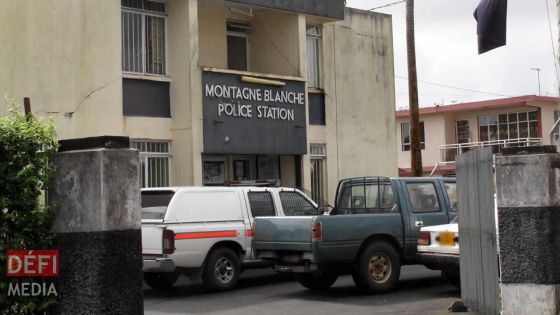 MONTAGNE BLANCHE
POLICE STATION
DÉFI
MEDIA